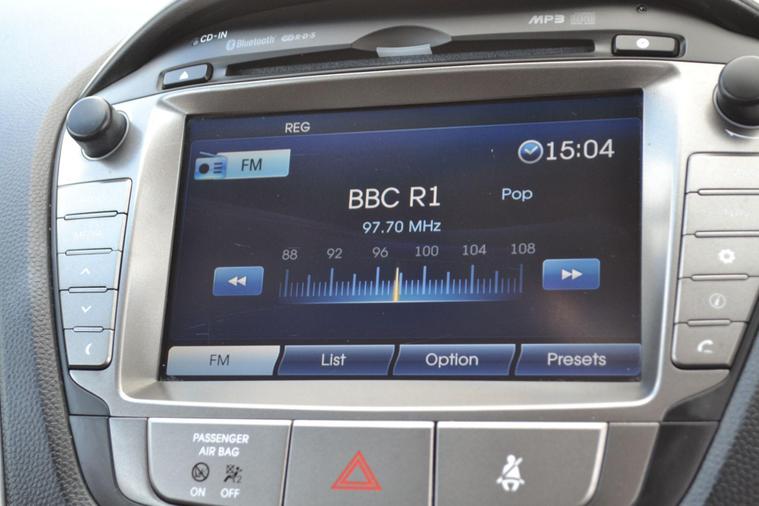 CD-IN Bluetooth R·D·S MP3
REG
FM
15:04
BBC R1
Pop
97.70 MHz
88 92 96 100 104 108
FM List Option Presets
PASSENGER
AIR BAG
ON OFF